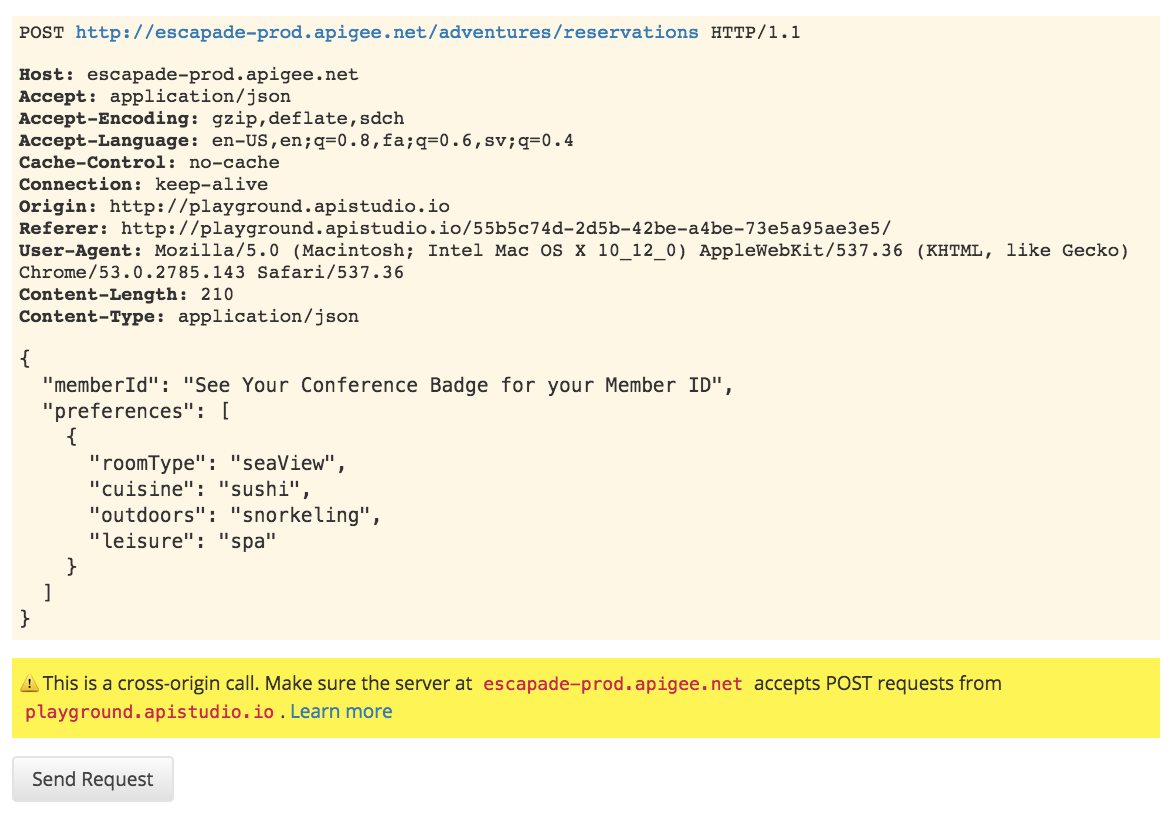 POST http://escapade-prod.apigee.net/adventures/reservations HTTP/1.1
Host: escapade-prod.apigee.net
Accept: application/json
Accept-Encoding: gzip,deflate,sdch
Accept-Language: en-US,en;q=0.8,fa;q=0.6,sv;q=0.4
Cache-Control: no-cache
Connection: keep-alive
Origin: http://playground.apistudio.io
Referer: http://playground.apistudio.io/55b5c74d-2d5b-42be-a4be-73e5a95ae3e5/
User-Agent: Mozilla/5.0 (Macintosh; Intel Mac OS X 10_12_0) AppleWebKit/537.36 (KHTML, like Gecko)
Chrome/53.0.2785.143 Safari/537.36
Content-Length: 210
Content-Type: application/json
{
  "memberId": "See Your Conference Badge for your Member ID",
  "preferences": [
    {
      "roomType": "seaView",
      "cuisine": "sushi",
      "outdoors": "snorkeling",
      "leisure": "spa"
    }
  ]
}
This is a cross-origin call. Make sure the server at escapade-prod.apigee.net accepts POST requests from
playground.apistudio.io . Learn more
Send Request